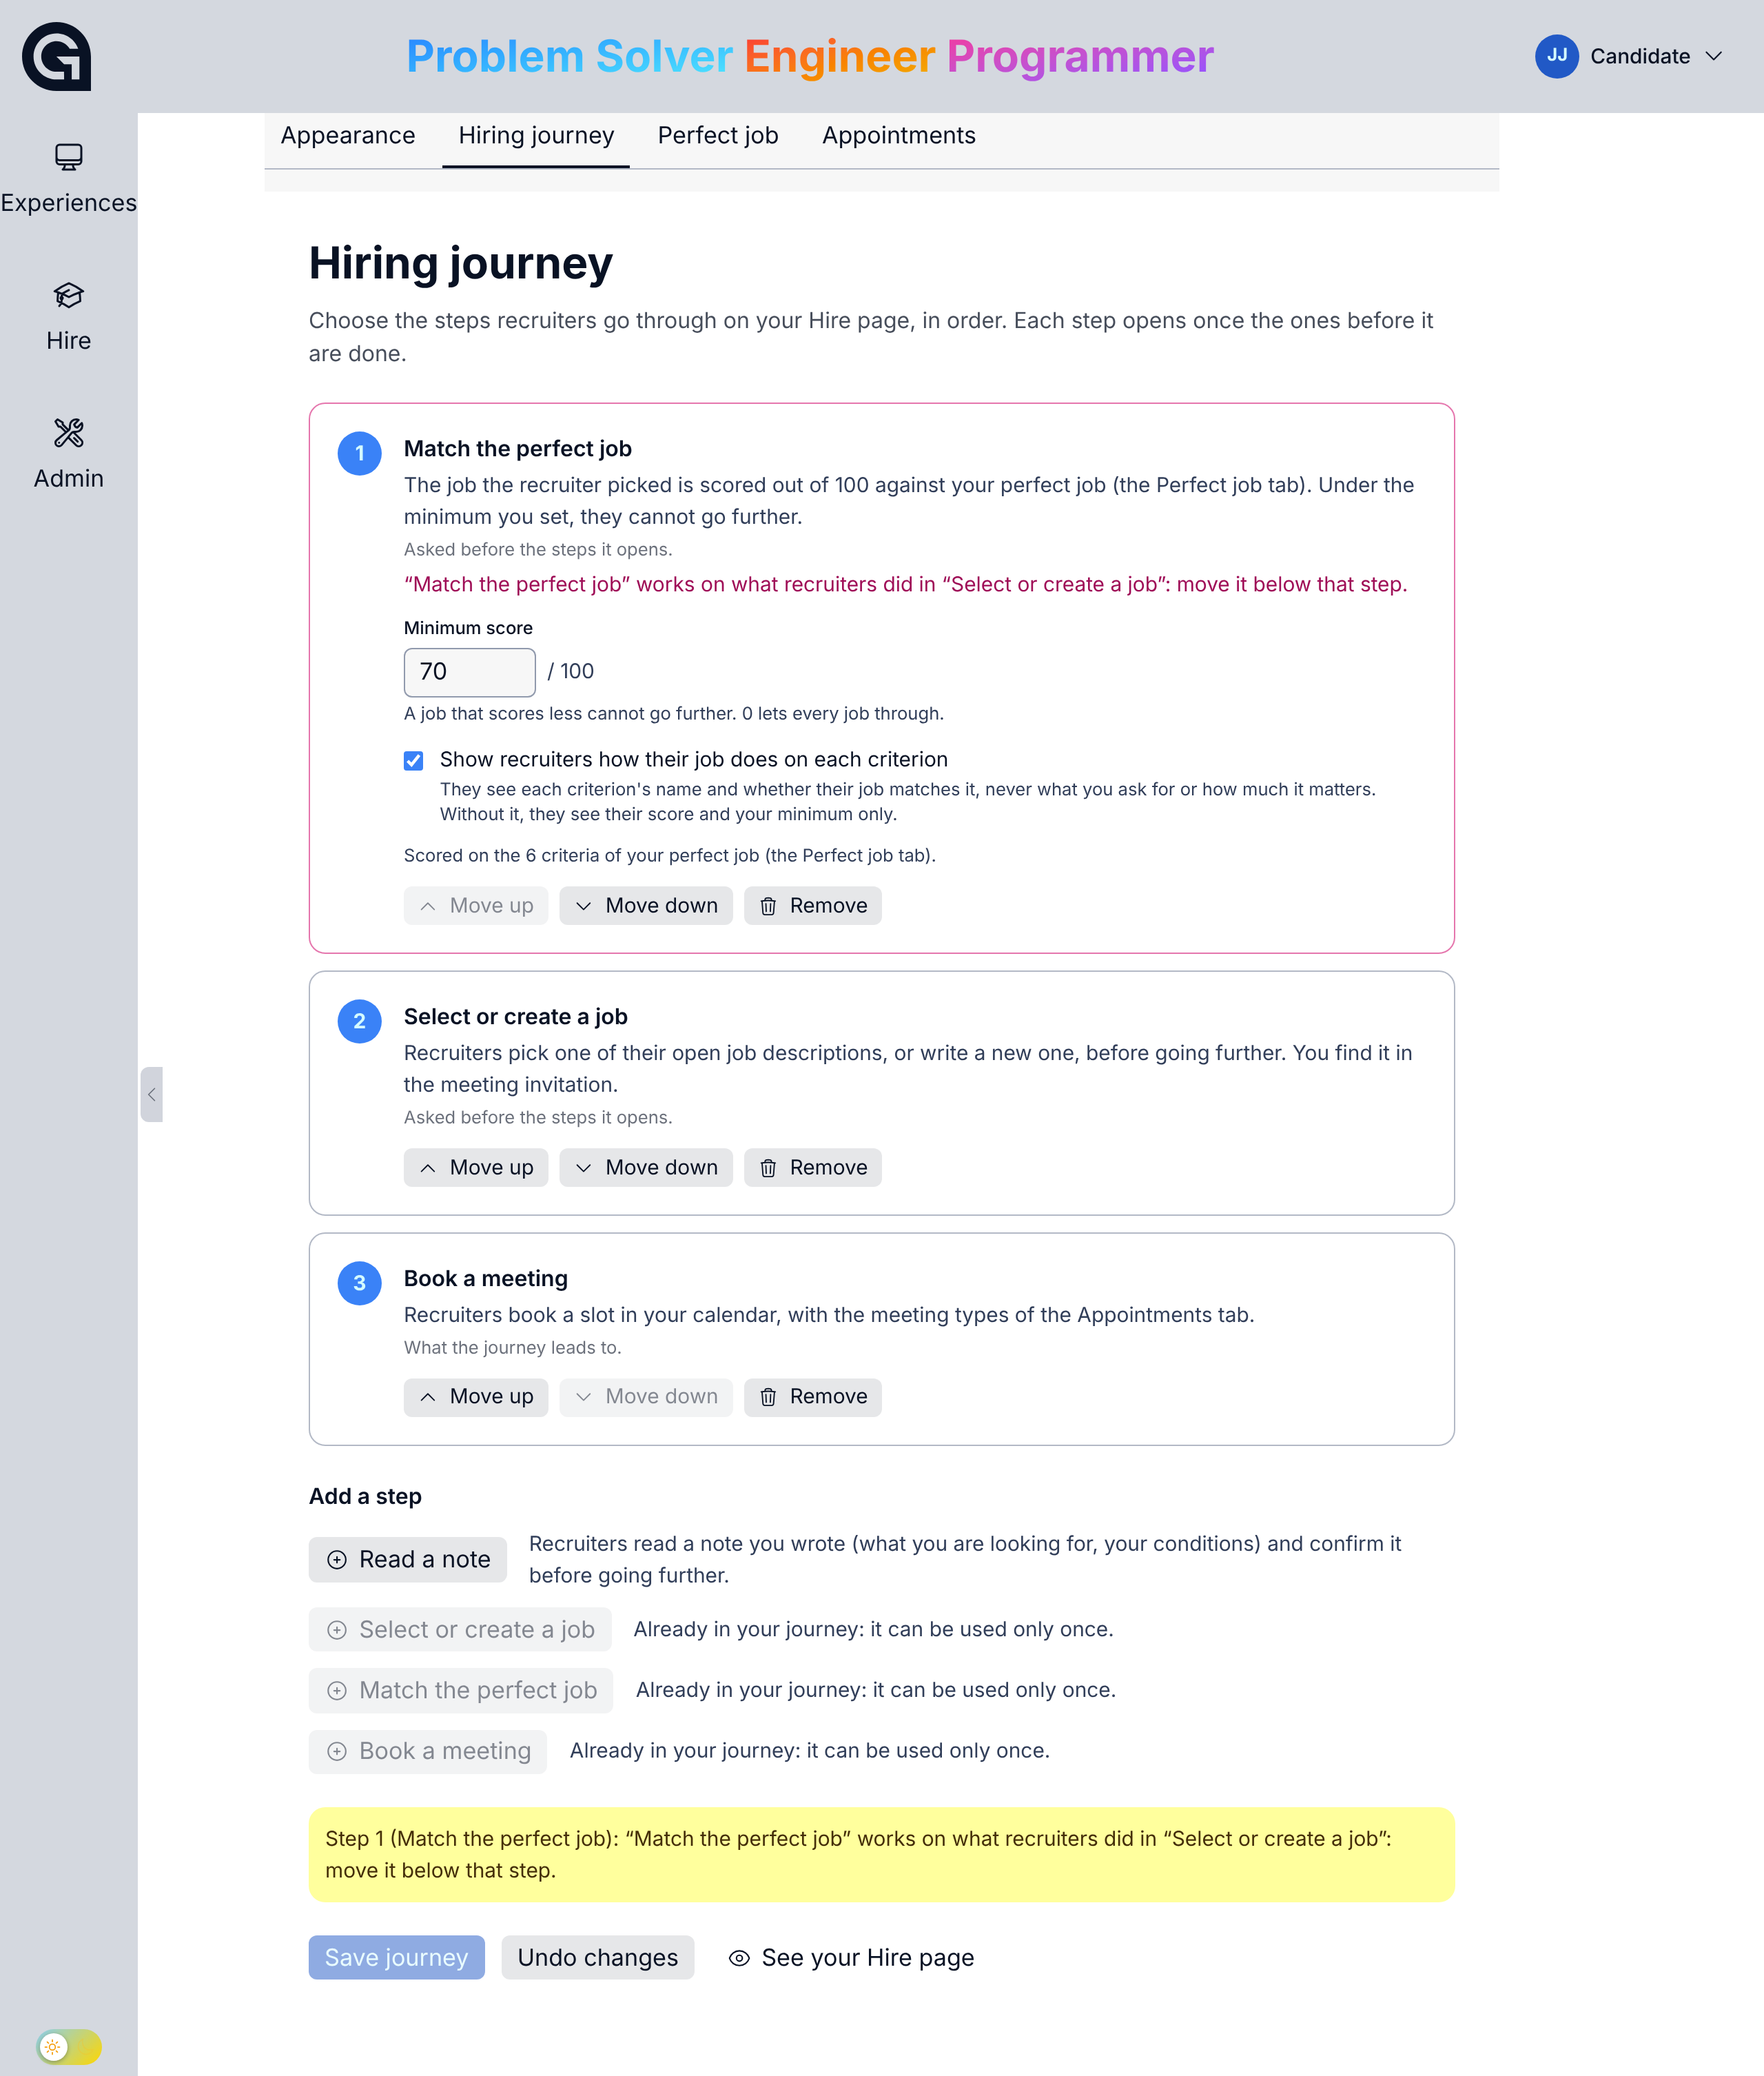 Problem Solver Engineer Programmer
JJ
Candidate
Experiences
Hire
Admin
Appearance
Hiring journey
Perfect job
Appointments
Hiring journey
Choose the steps recruiters go through on your Hire page, in order. Each step opens once the ones before it
are done.
1
Match the perfect job
The job the recruiter picked is scored out of 100 against your perfect job (the Perfect job tab). Under the
minimum you set, they cannot go further.
Asked before the steps it opens.
“Match the perfect job” works on what recruiters did in “Select or create a job”: move it below that step.
Minimum score
70
/ 100
A job that scores less cannot go further. 0 lets every job through.
Show recruiters how their job does on each criterion
They see each criterion's name and whether their job matches it, never what you ask for or how much it matters.
Without it, they see their score and your minimum only.
Scored on the 6 criteria of your perfect job (the Perfect job tab).
Move up
Move down
Remove
2
Select or create a job
Recruiters pick one of their open job descriptions, or write a new one, before going further. You find it in
the meeting invitation.
Asked before the steps it opens.
Move up
Move down
Remove
3
Book a meeting
Recruiters book a slot in your calendar, with the meeting types of the Appointments tab.
What the journey leads to.
Move up
Move down
Remove
Add a step
Read a note
Recruiters read a note you wrote (what you are looking for, your conditions) and confirm it
before going further.
Select or create a job
Already in your journey: it can be used only once.
Match the perfect job
Already in your journey: it can be used only once.
Book a meeting
Already in your journey: it can be used only once.
Step 1 (Match the perfect job): “Match the perfect job” works on what recruiters did in “Select or create a job”:
move it below that step.
Save journey
Undo changes
See your Hire page